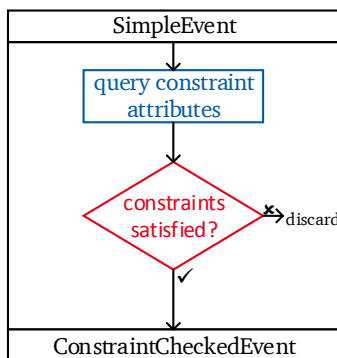 SimpleEvent
query constraint
attributes
constraints
satisfied?
✘
discard
✓
ConstraintCheckedEvent